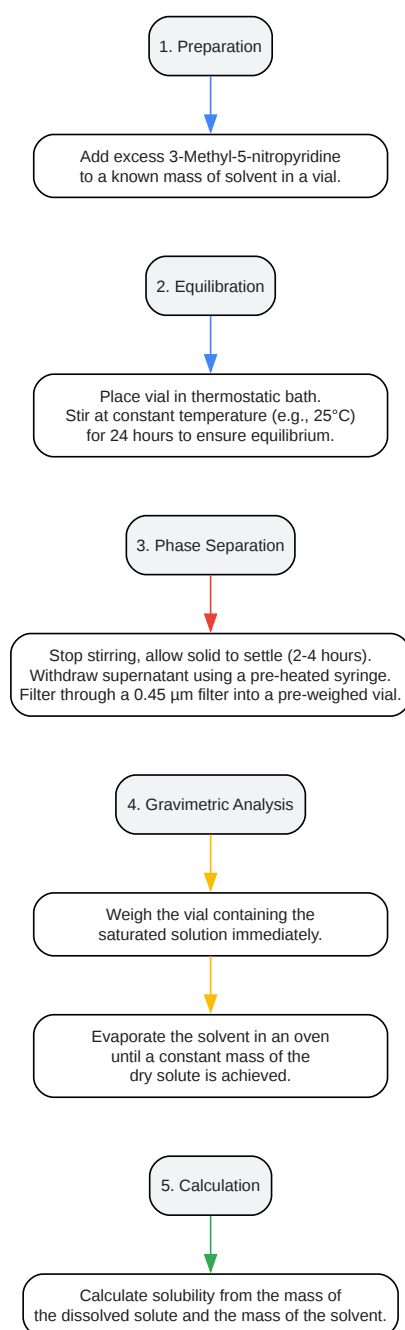 1. Preparation
Add excess 3-Methyl-5-nitropyridine
to a known mass of solvent in a vial.
2. Equilibration
Place vial in thermostatic bath.
Stir at constant temperature (e.g., 25°C)
for 24 hours to ensure equilibrium.
3. Phase Separation
Stop stirring, allow solid to settle (2-4 hours).
Withdraw supernatant using a pre-heated syringe.
Filter through a 0.45 µm filter into a pre-weighed vial.
4. Gravimetric Analysis
Weigh the vial containing the
saturated solution immediately.
Evaporate the solvent in an oven
until a constant mass of the
dry solute is achieved.
5. Calculation
Calculate solubility from the mass of
the dissolved solute and the mass of the solvent.